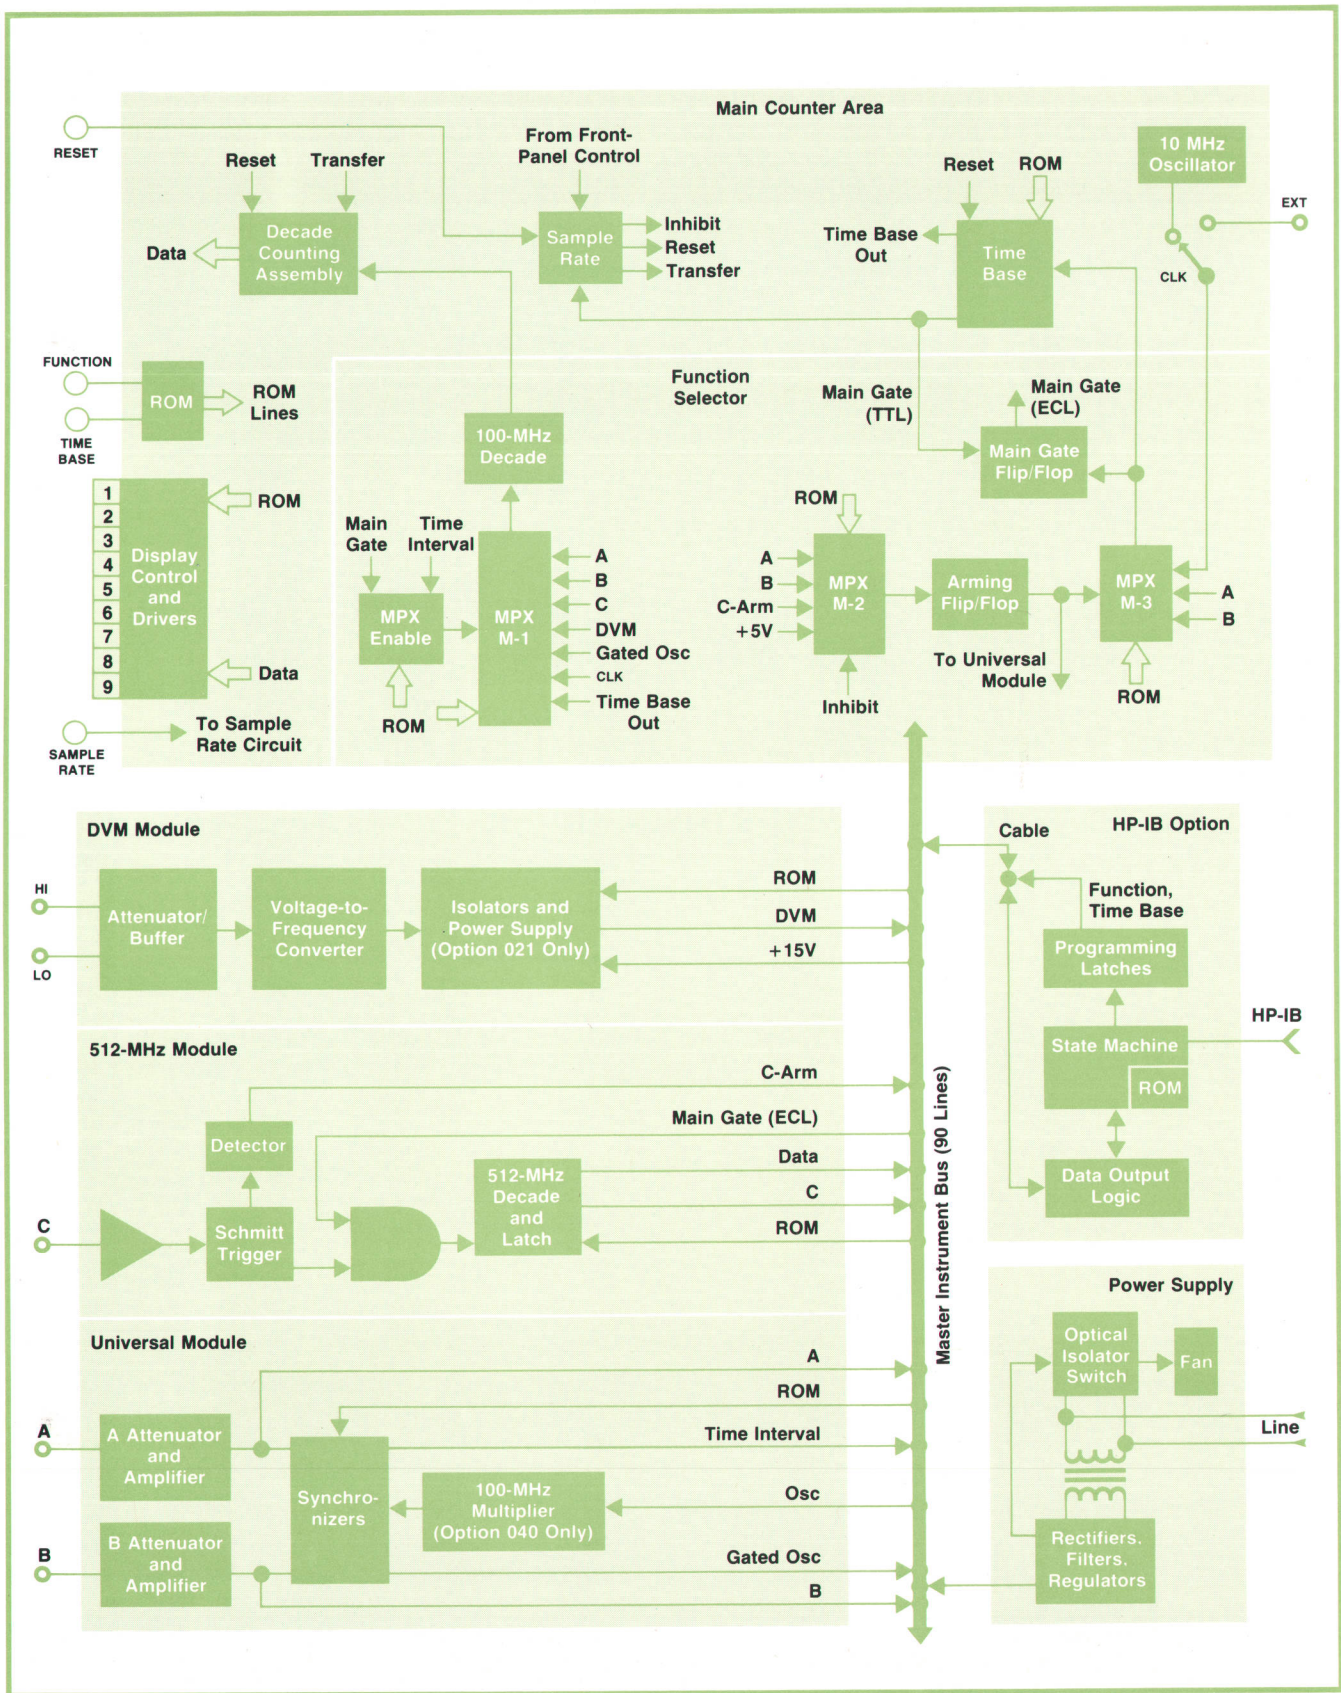 Main Counter Area
RESET
Reset
Transfer
From Front-
Panel Control
Reset
ROM
10 MHz
Oscillator
EXT
Decade
Counting
Assembly
Data
Sample
Rate
Inhibit
Reset
Transfer
Time Base
Out
Time
Base
CLK
FUNCTION
TIME
BASE
ROM
ROM
Lines
Function
Selector
Main Gate
(TTL)
Main Gate
(ECL)
100-MHz
Decade
Main Gate
Flip/Flop
1
2
3
4
5
6
7
8
9
Display
Control
and
Drivers
ROM
Data
Main
Gate
Time
Interval
MPX
Enable
MPX
M-1
ROM
A
B
C
DVM
Gated Osc
CLK
Time Base
Out
ROM
A
B
C-Arm
+5V
MPX
M-2
Inhibit
Arming
Flip/Flop
To Universal
Module
MPX
M-3
A
B
ROM
SAMPLE
RATE
To Sample
Rate Circuit
DVM Module
HI
LO
Attenuator/
Buffer
Voltage-to-
Frequency
Converter
Isolators and
Power Supply
(Option 021 Only)
ROM
DVM
+15V
512-MHz Module
C-Arm
Main Gate (ECL)
Detector
C
Schmitt
Trigger
512-MHz
Decade
and
Latch
Data
C
ROM
Universal Module
A
ROM
A
A Attenuator
and
Amplifier
Time Interval
Synchro-
nizers
100-MHz
Multiplier
(Option 040 Only)
Osc
B
B Attenuator
and
Amplifier
Gated Osc
B
Master Instrument Bus (90 Lines)
HP-IB Option
Cable
Function,
Time Base
Programming
Latches
State Machine
ROM
HP-IB
Data Output
Logic
Power Supply
Optical
Isolator
Switch
Fan
Line
Rectifiers.
Filters.
Regulators